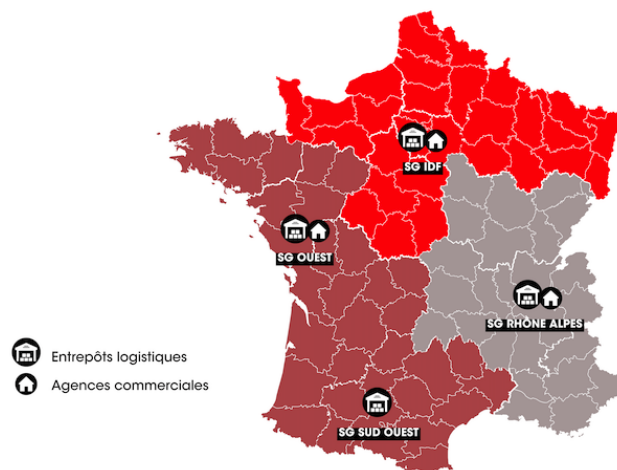 SG IDF
SG OUEST
SG RHÔNE ALPES
Entrepôts logistiques
Agences commerciales
SG SUD OUEST